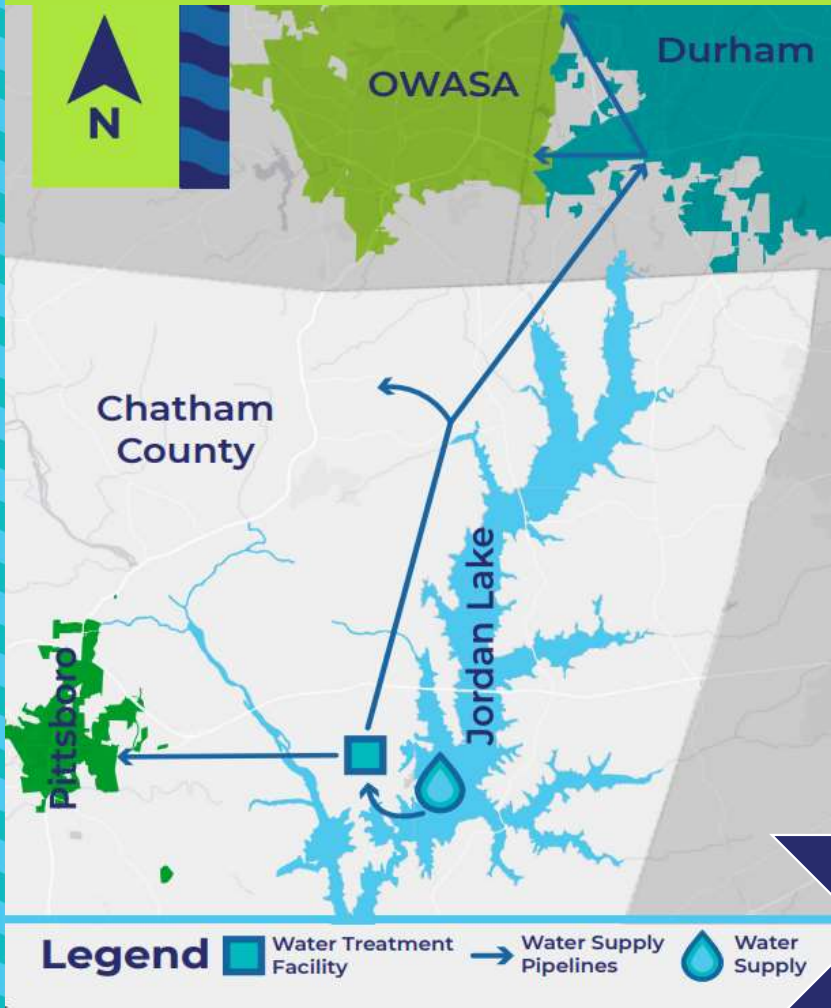 N
OWASA
Durham
Chatham
County
Jordan Lake
Pittsboro
Legend
Water Treatment
Facility
Water Supply
Pipelines
Water
Supply